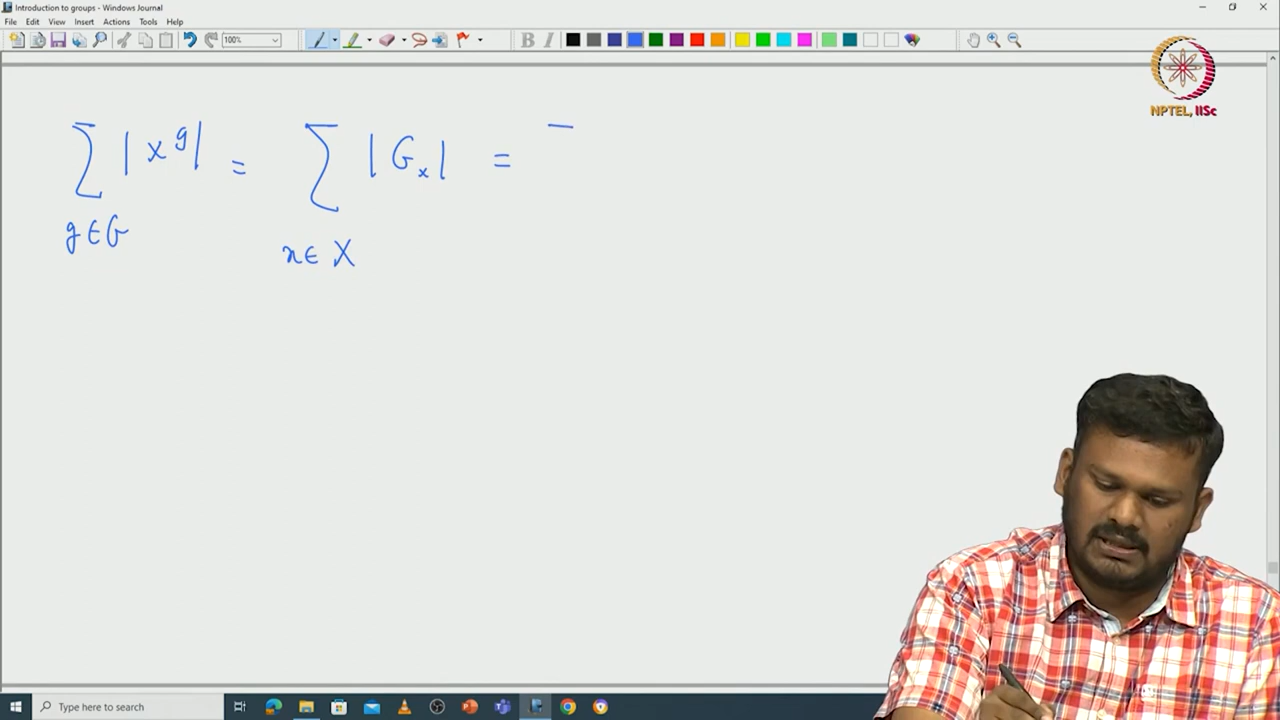 Introduction to groups - Windows Journal
File Edit View Insert Actions Tools Help
100% B I
NPTEL, IISc
∑ |X^g| = ∑ |G_x| =
g∈G x∈X
Type here to search